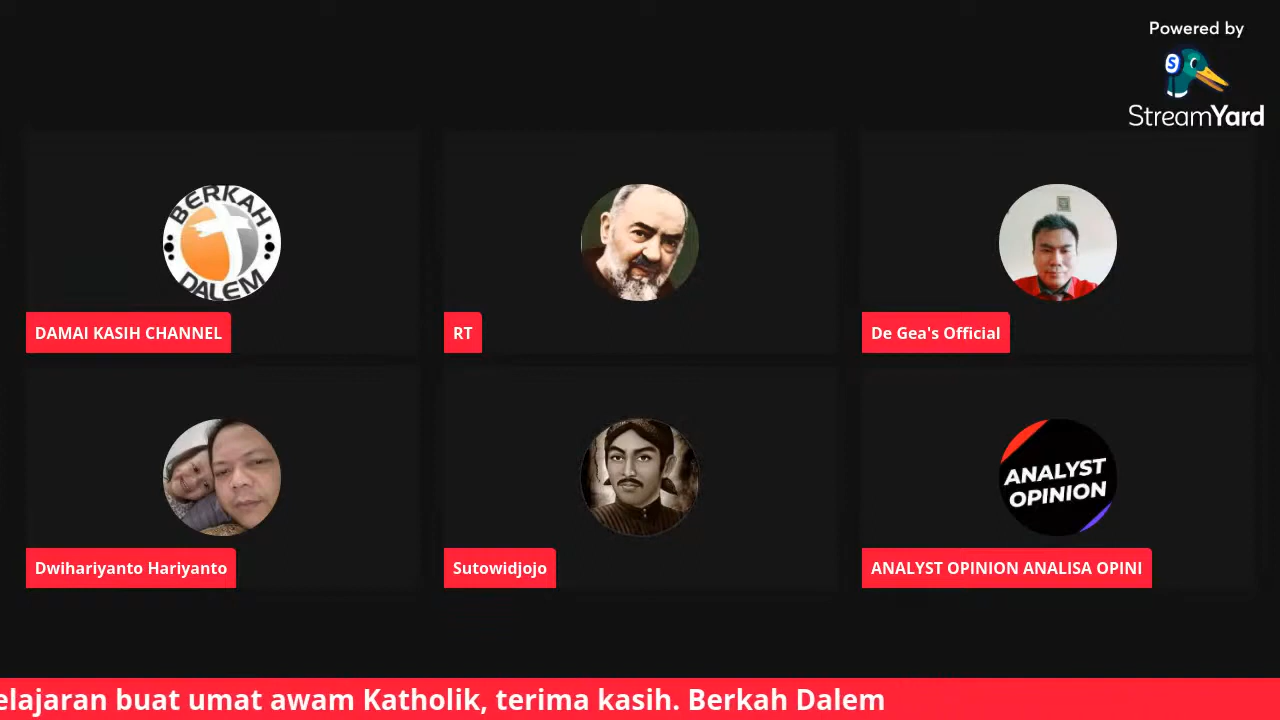 Powered by
S
StreamYard
BERKAH
DALEM
DAMAI KASIH CHANNEL
RT
De Gea's Official
Dwihariyanto Hariyanto
Sutowidjojo
ANALYST
OPINION
ANALYST OPINION ANALISA OPINI
elajaran buat umat awam Katholik, terima kasih. Berkah Dalem